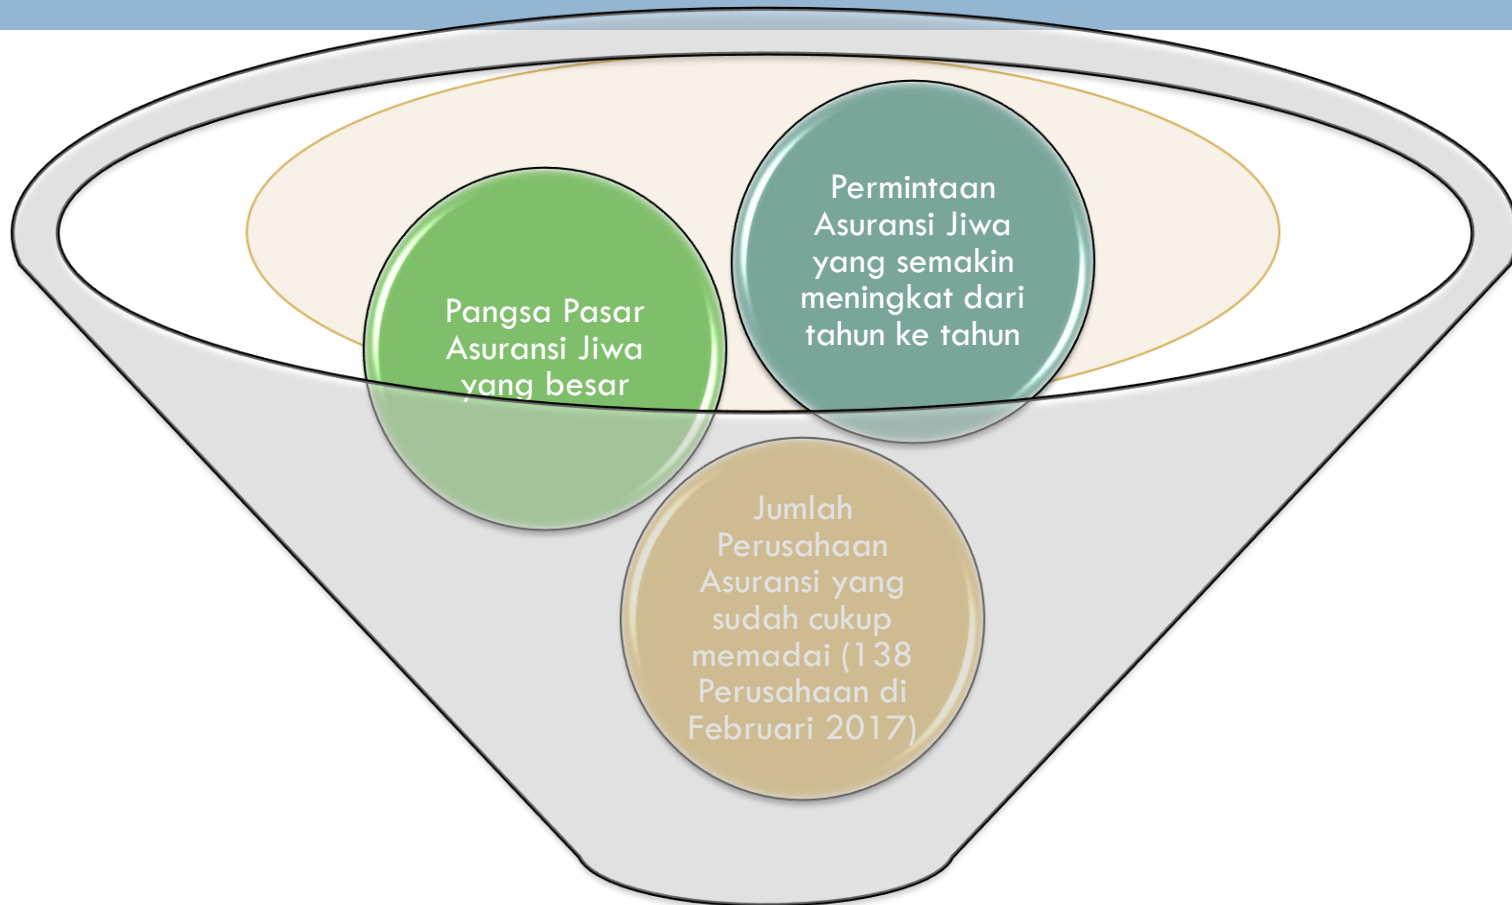 Pangsa Pasar
Asuransi Jiwa
yang besar
Permintaan
Asuransi Jiwa
yang semakin
meningkat dari
tahun ke tahun
Jumlah
Perusahaan
Asuransi yang
sudah cukup
memadai (138
Perusahaan di
Februari 2017)